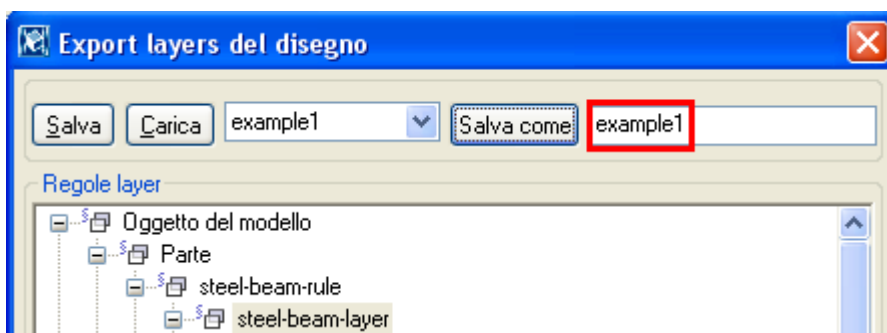 Export layers del disegno
Salva Carica example1 Salva come example1
Regole layer
Oggetto del modello
Parte
steel-beam-rule
steel-beam-layer